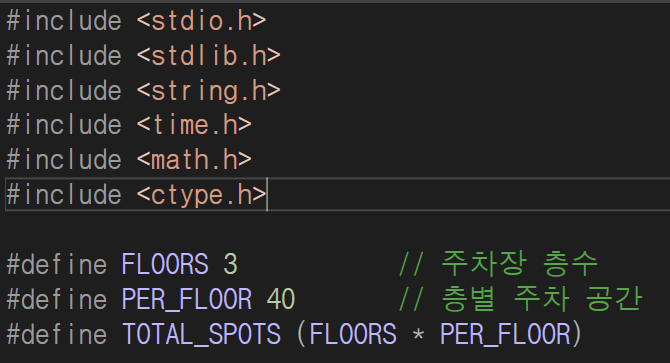 #include <stdio.h>
#include <stdlib.h>
#include <string.h>
#include <time.h>
#include <math.h>
#include <ctype.h>
#define FLOORS 3 // 주차장 층수
#define PER_FLOOR 40 // 층별 주차 공간
#define TOTAL_SPOTS (FLOORS * PER_FLOOR)